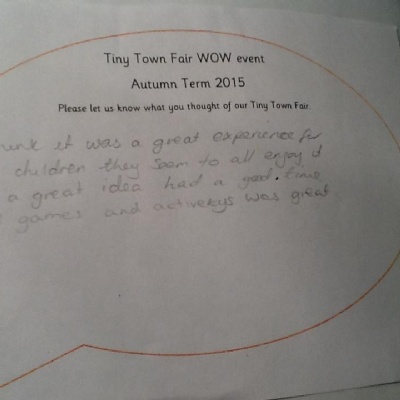 Tiny Town Fair WOW event
Autumn Term 2015
Please let us know what you thought of our Tiny Town Fair.
it was a great experience for
children they seem to all enjoy it
a great idea had a good. time
games and activerys was great